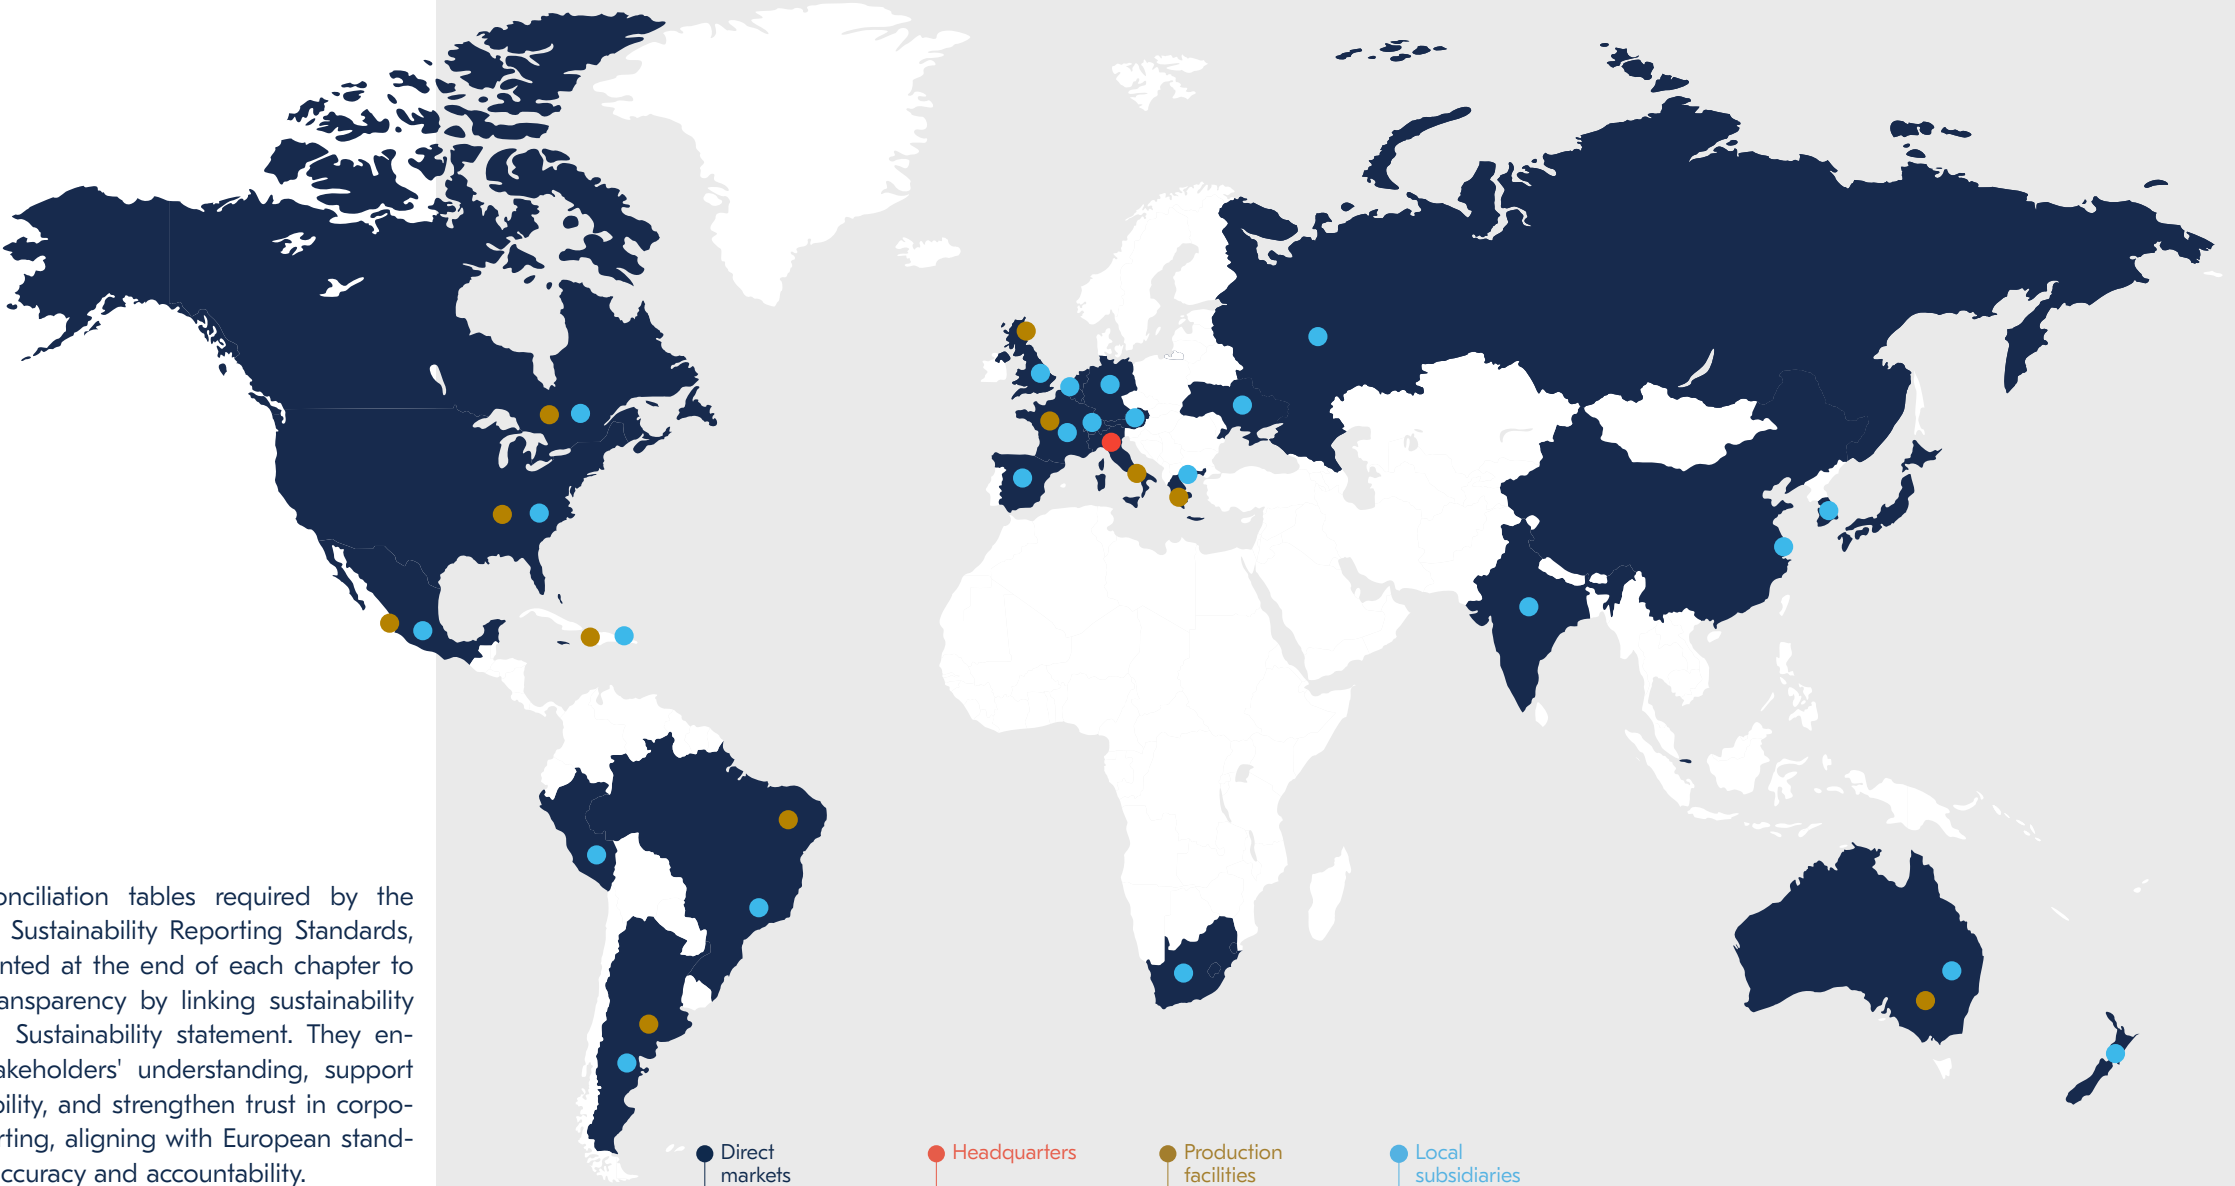 onciliation tables required by the
Sustainability Reporting Standards,
nted at the end of each chapter to
ansparency by linking sustainability
Sustainability statement. They en-
akeholders' understanding, support
bility, and strengthen trust in corpo-
rting, aligning with European stand-
ccuracy and accountability.
Direct
markets
Headquarters
Production
facilities
Local
subsidiaries